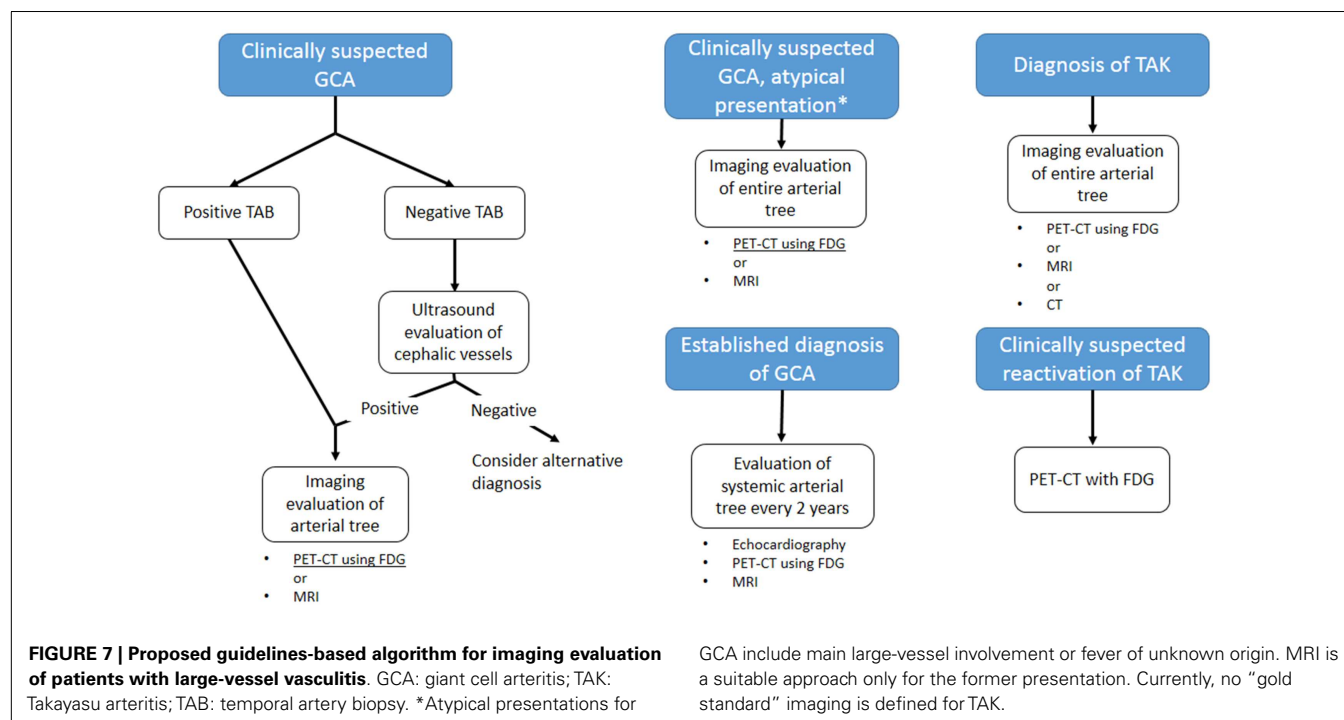 Clinically suspected
GCA
Positive TAB
Negative TAB
Ultrasound
evaluation of
cephalic vessels
Positive
Negative
Consider alternative
diagnosis
Imaging
evaluation of
arterial tree
• PET-CT using FDG
or
• MRI
Clinically suspected
GCA, atypical
presentation*
Imaging evaluation
of entire arterial
tree
• PET-CT using FDG
or
• MRI
Diagnosis of TAK
Imaging evaluation
of entire arterial
tree
• PET-CT using FDG
or
• MRI
or
• CT
Established diagnosis
of GCA
Evaluation of
systemic arterial
tree every 2 years
• Echocardiography
• PET-CT using FDG
• MRI
Clinically suspected
reactivation of TAK
PET-CT with FDG
FIGURE 7 | Proposed guidelines-based algorithm for imaging evaluation
of patients with large-vessel vasculitis. GCA: giant cell arteritis; TAK:
Takayasu arteritis; TAB: temporal artery biopsy. *Atypical presentations for
GCA include main large-vessel involvement or fever of unknown origin. MRI is
a suitable approach only for the former presentation. Currently, no “gold
standard” imaging is defined for TAK.